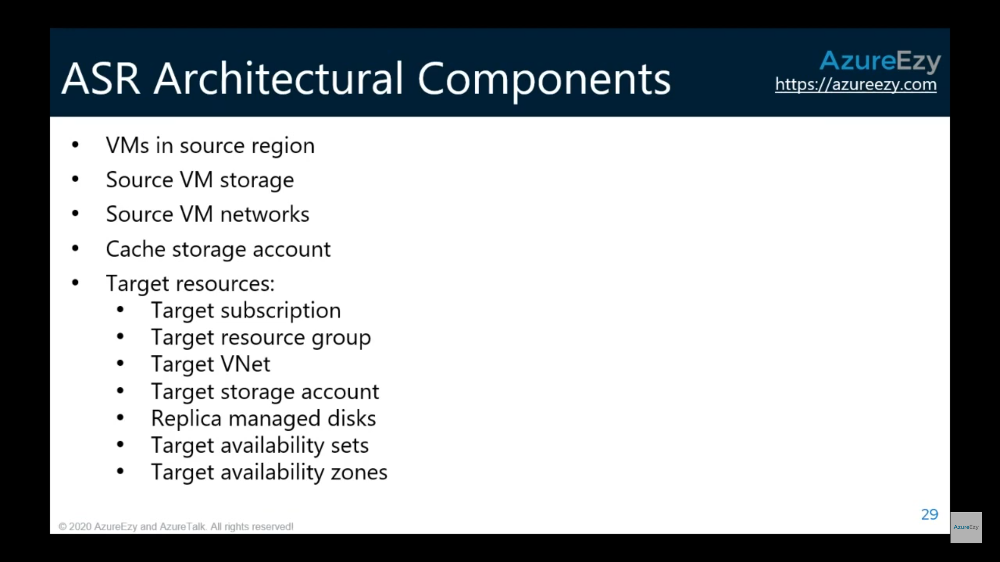 ASR Architectural Components
AzureEzy
https://azureezy.com
• VMs in source region
• Source VM storage
• Source VM networks
• Cache storage account
• Target resources:
• Target subscription
• Target resource group
• Target VNet
• Target storage account
• Replica managed disks
• Target availability sets
• Target availability zones
29
© 2020 AzureEzy and AzureTalk. All rights reserved!
AzureEzy